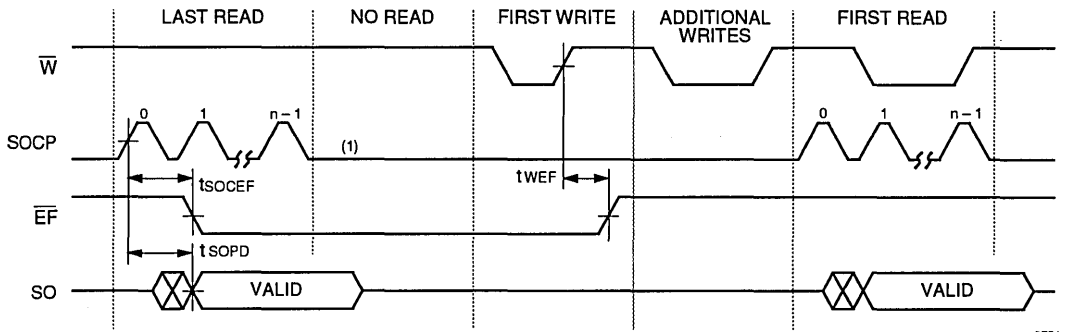 LAST READ
NO READ
FIRST WRITE
ADDITIONAL WRITES
FIRST READ
W
SOCP
0
1
n-1
(1)
0
1
n-1
tSOCEF
tWEF
EF
tSOPD
SO
VALID
VALID